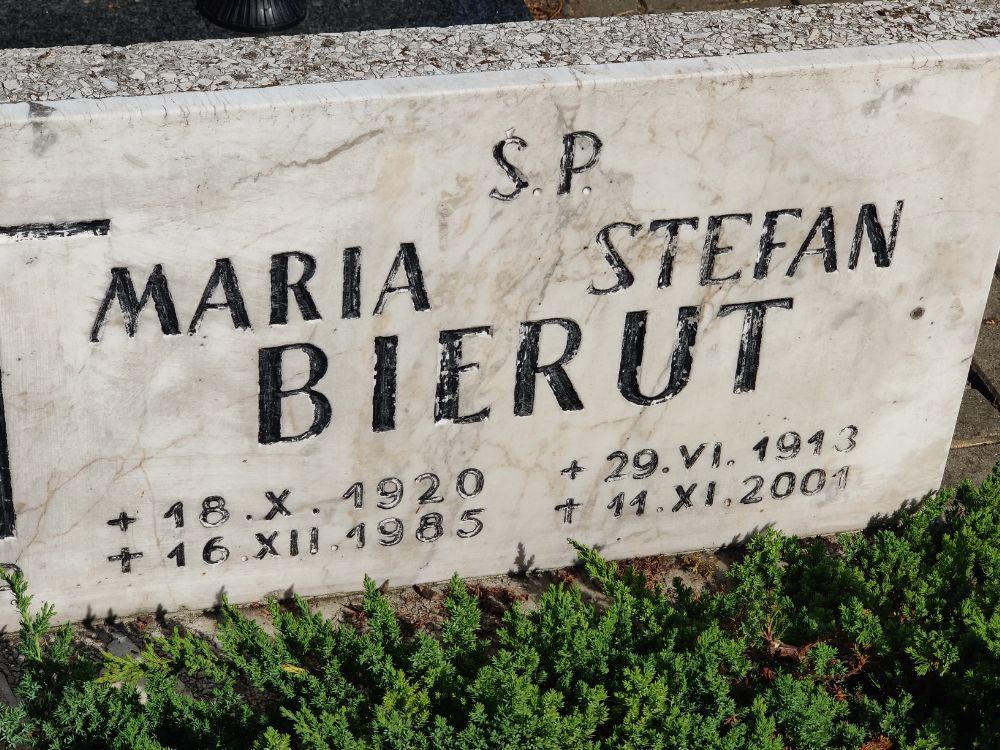 Ś.P.
MARIA STEFAN
BIERUT
+ 18.X.1920 + 29.VI.1913
+ 16.XII.1985 + 11.XI.2001